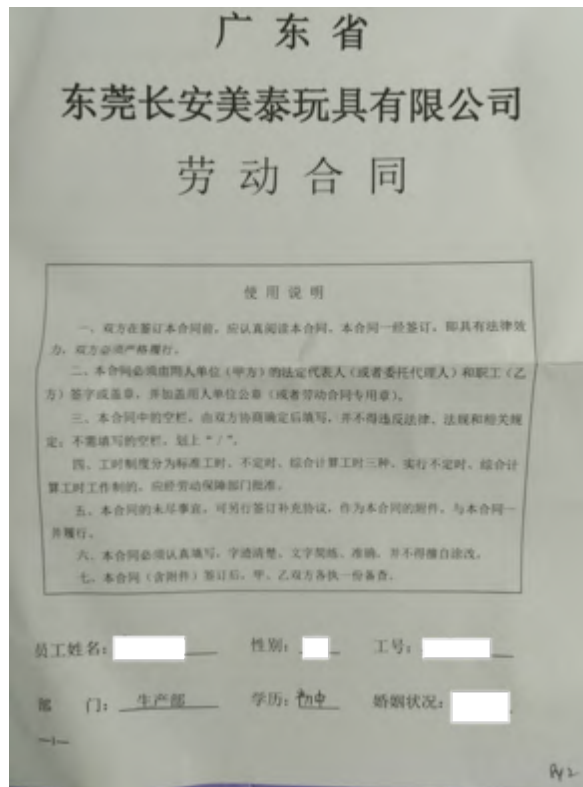 广东省
东莞长安美泰玩具有限公司
劳动合同
使用说明
一、双方在签订本合同前，应认真阅读本合同。本合同一经签订，即具有法律效
力，双方必须严格履行。
二、本合同必须由用人单位（甲方）的法定代表人（或者委托代理人）和职工（乙
方）签字或盖章，并加盖用人单位公章（或者劳动合同专用章）。
三、本合同中的空栏，由双方协商确定后填写，并不得违反法律、法规和相关规
定；不需填写的空栏，划上“/”。
四、工时制度分为标准工时、不定时、综合计算工时三种。实行不定时、综合计
算工时工作制的，应经劳动保障部门批准。
五、本合同的未尽事宜，可另行签订补充协议，作为本合同的附件，与本合同一
并履行。
六、本合同必须认真填写，字迹清楚、文字简练、准确，并不得擅自涂改。
七、本合同（含附件）签订后，甲、乙双方各执一份备查。
员工姓名： 性别： 工号：
部 门：生产部 学历：初中 婚姻状况：
—1—